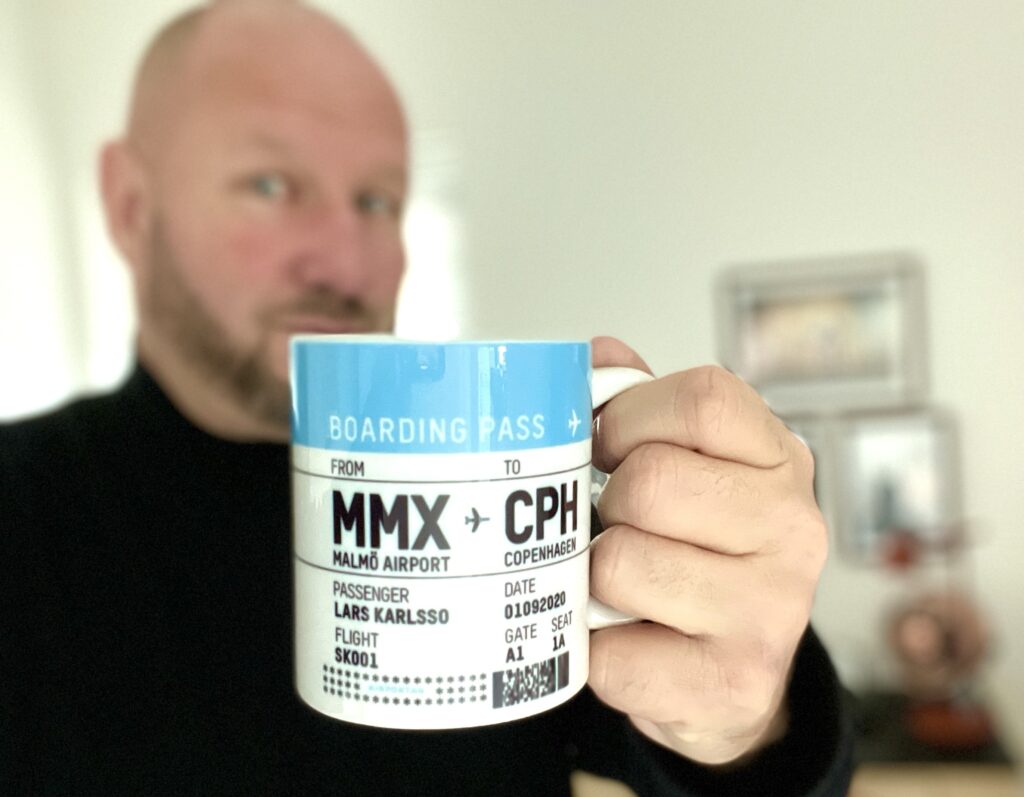 BOARDING PASS
FROM TO
MMX CPH
MALMÖ AIRPORT COPENHAGEN
PASSENGER DATE
LARS KARLSSO 01092020
FLIGHT GATE SEAT
SK001 A1 1A
AIRPORTAG